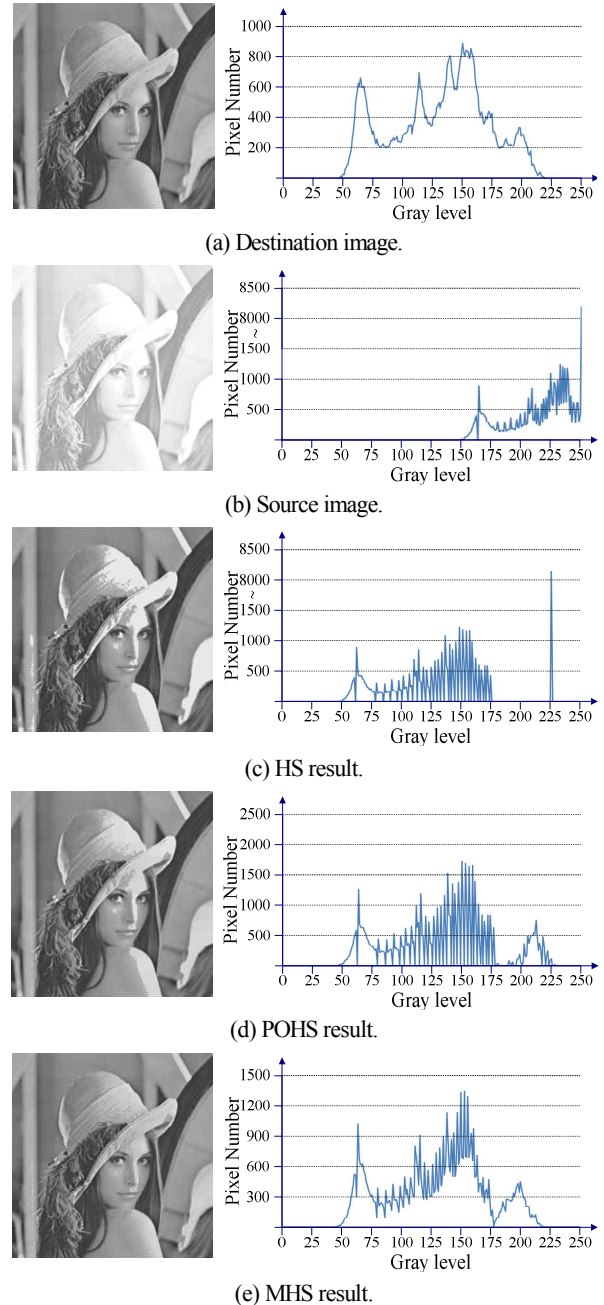 1000
800
600
400
200
Pixel Number
0 25 50 75 100 125 150 175 200 225 250
Gray level
(a) Destination image.
8500
8000
~
1500
1000
500
Pixel Number
0 25 50 75 100 125 150 175 200 225 250
Gray level
(b) Source image.
8500
8000
~
1500
1000
500
Pixel Number
0 25 50 75 100 125 150 175 200 225 250
Gray level
(c) HS result.
2500
2000
1500
1000
500
Pixel Number
0 25 50 75 100 125 150 175 200 225 250
Gray level
(d) POHS result.
1500
1200
900
600
300
Pixel Number
0 25 50 75 100 125 150 175 200 225 250
Gray level
(e) MHS result.